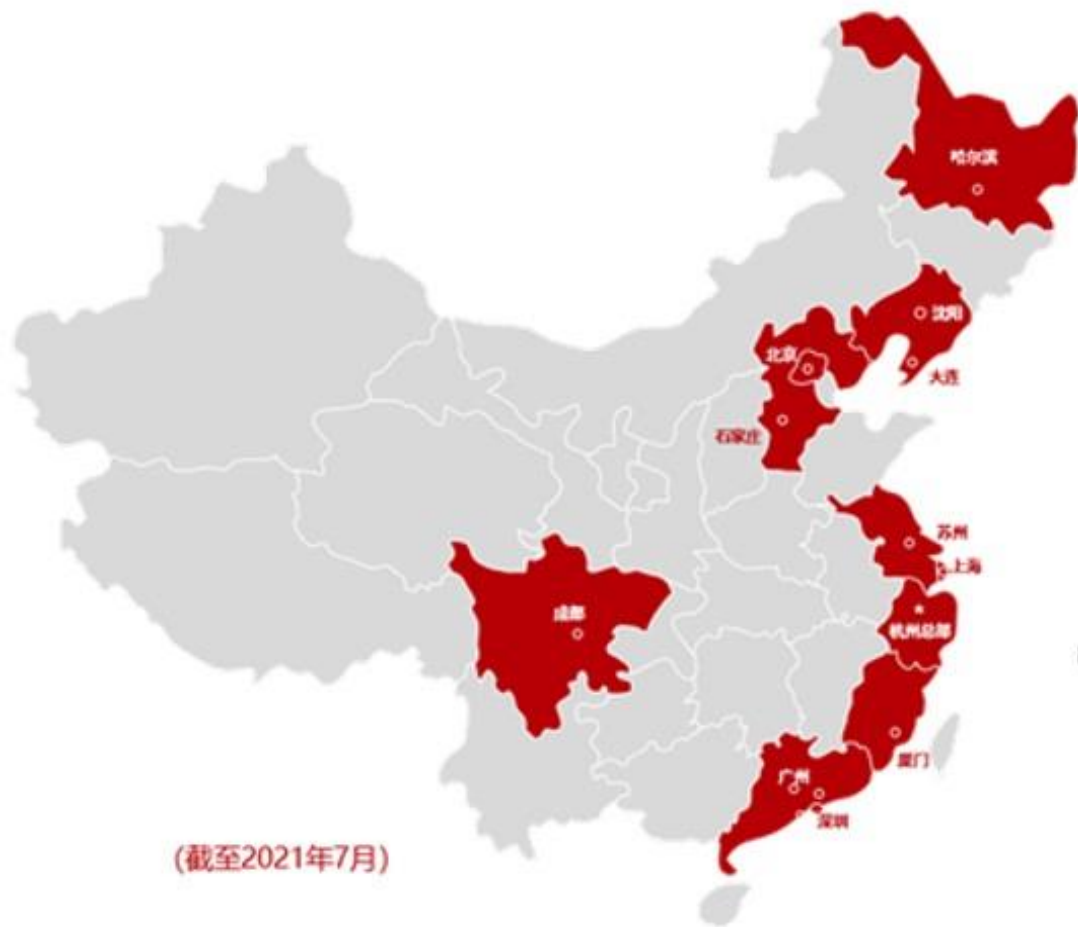 哈尔滨
沈阳
北京
大连
石家庄
苏州
上海
成都
杭州总部
厦门
广州
深圳
(截至2021年7月)